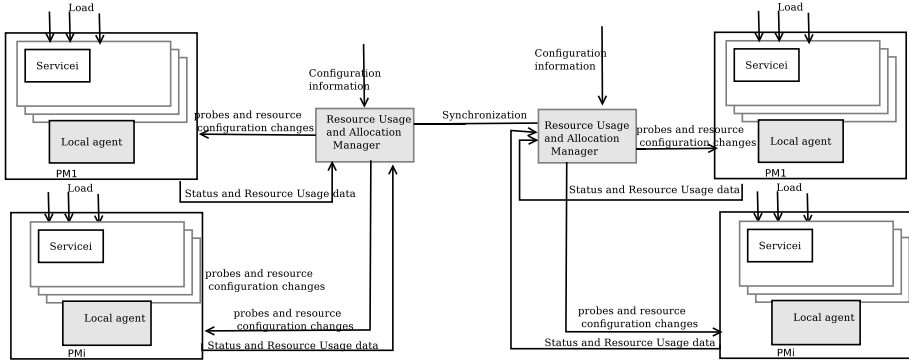 Load
Servicei
Local agent
PM1
Configuration
information
probes and resource
configuration changes
Resource Usage
and Allocation
Manager
Status and Resource Usage data
Synchronization
Configuration
information
Resource Usage
and Allocation
Manager
probes and resource
configuration changes
Status and Resource Usage data
Load
Servicei
Local agent
PM1
Load
Servicei
Local agent
PMi
probes and resource
configuration changes
probes and resource
configuration changes
Status and Resource Usage data
probes and resource
configuration changes
Status and Resource Usage data
Load
Servicei
Local agent
PMi